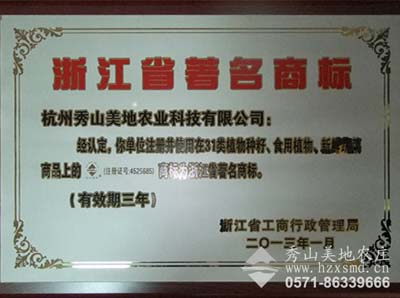 浙江省著名商标
杭州秀山美地农业科技有限公司：
经认定，你单位注册并使用在31类植物种籽、食用植物、新鲜蔬菜
商品上的 (注册证号:4525685) 商标为浙江省著名商标。
(有效期三年)
浙江省工商行政管理局
二〇一三年一月
秀山美地农庄
www.hzxsmd.cn
0571-86339666